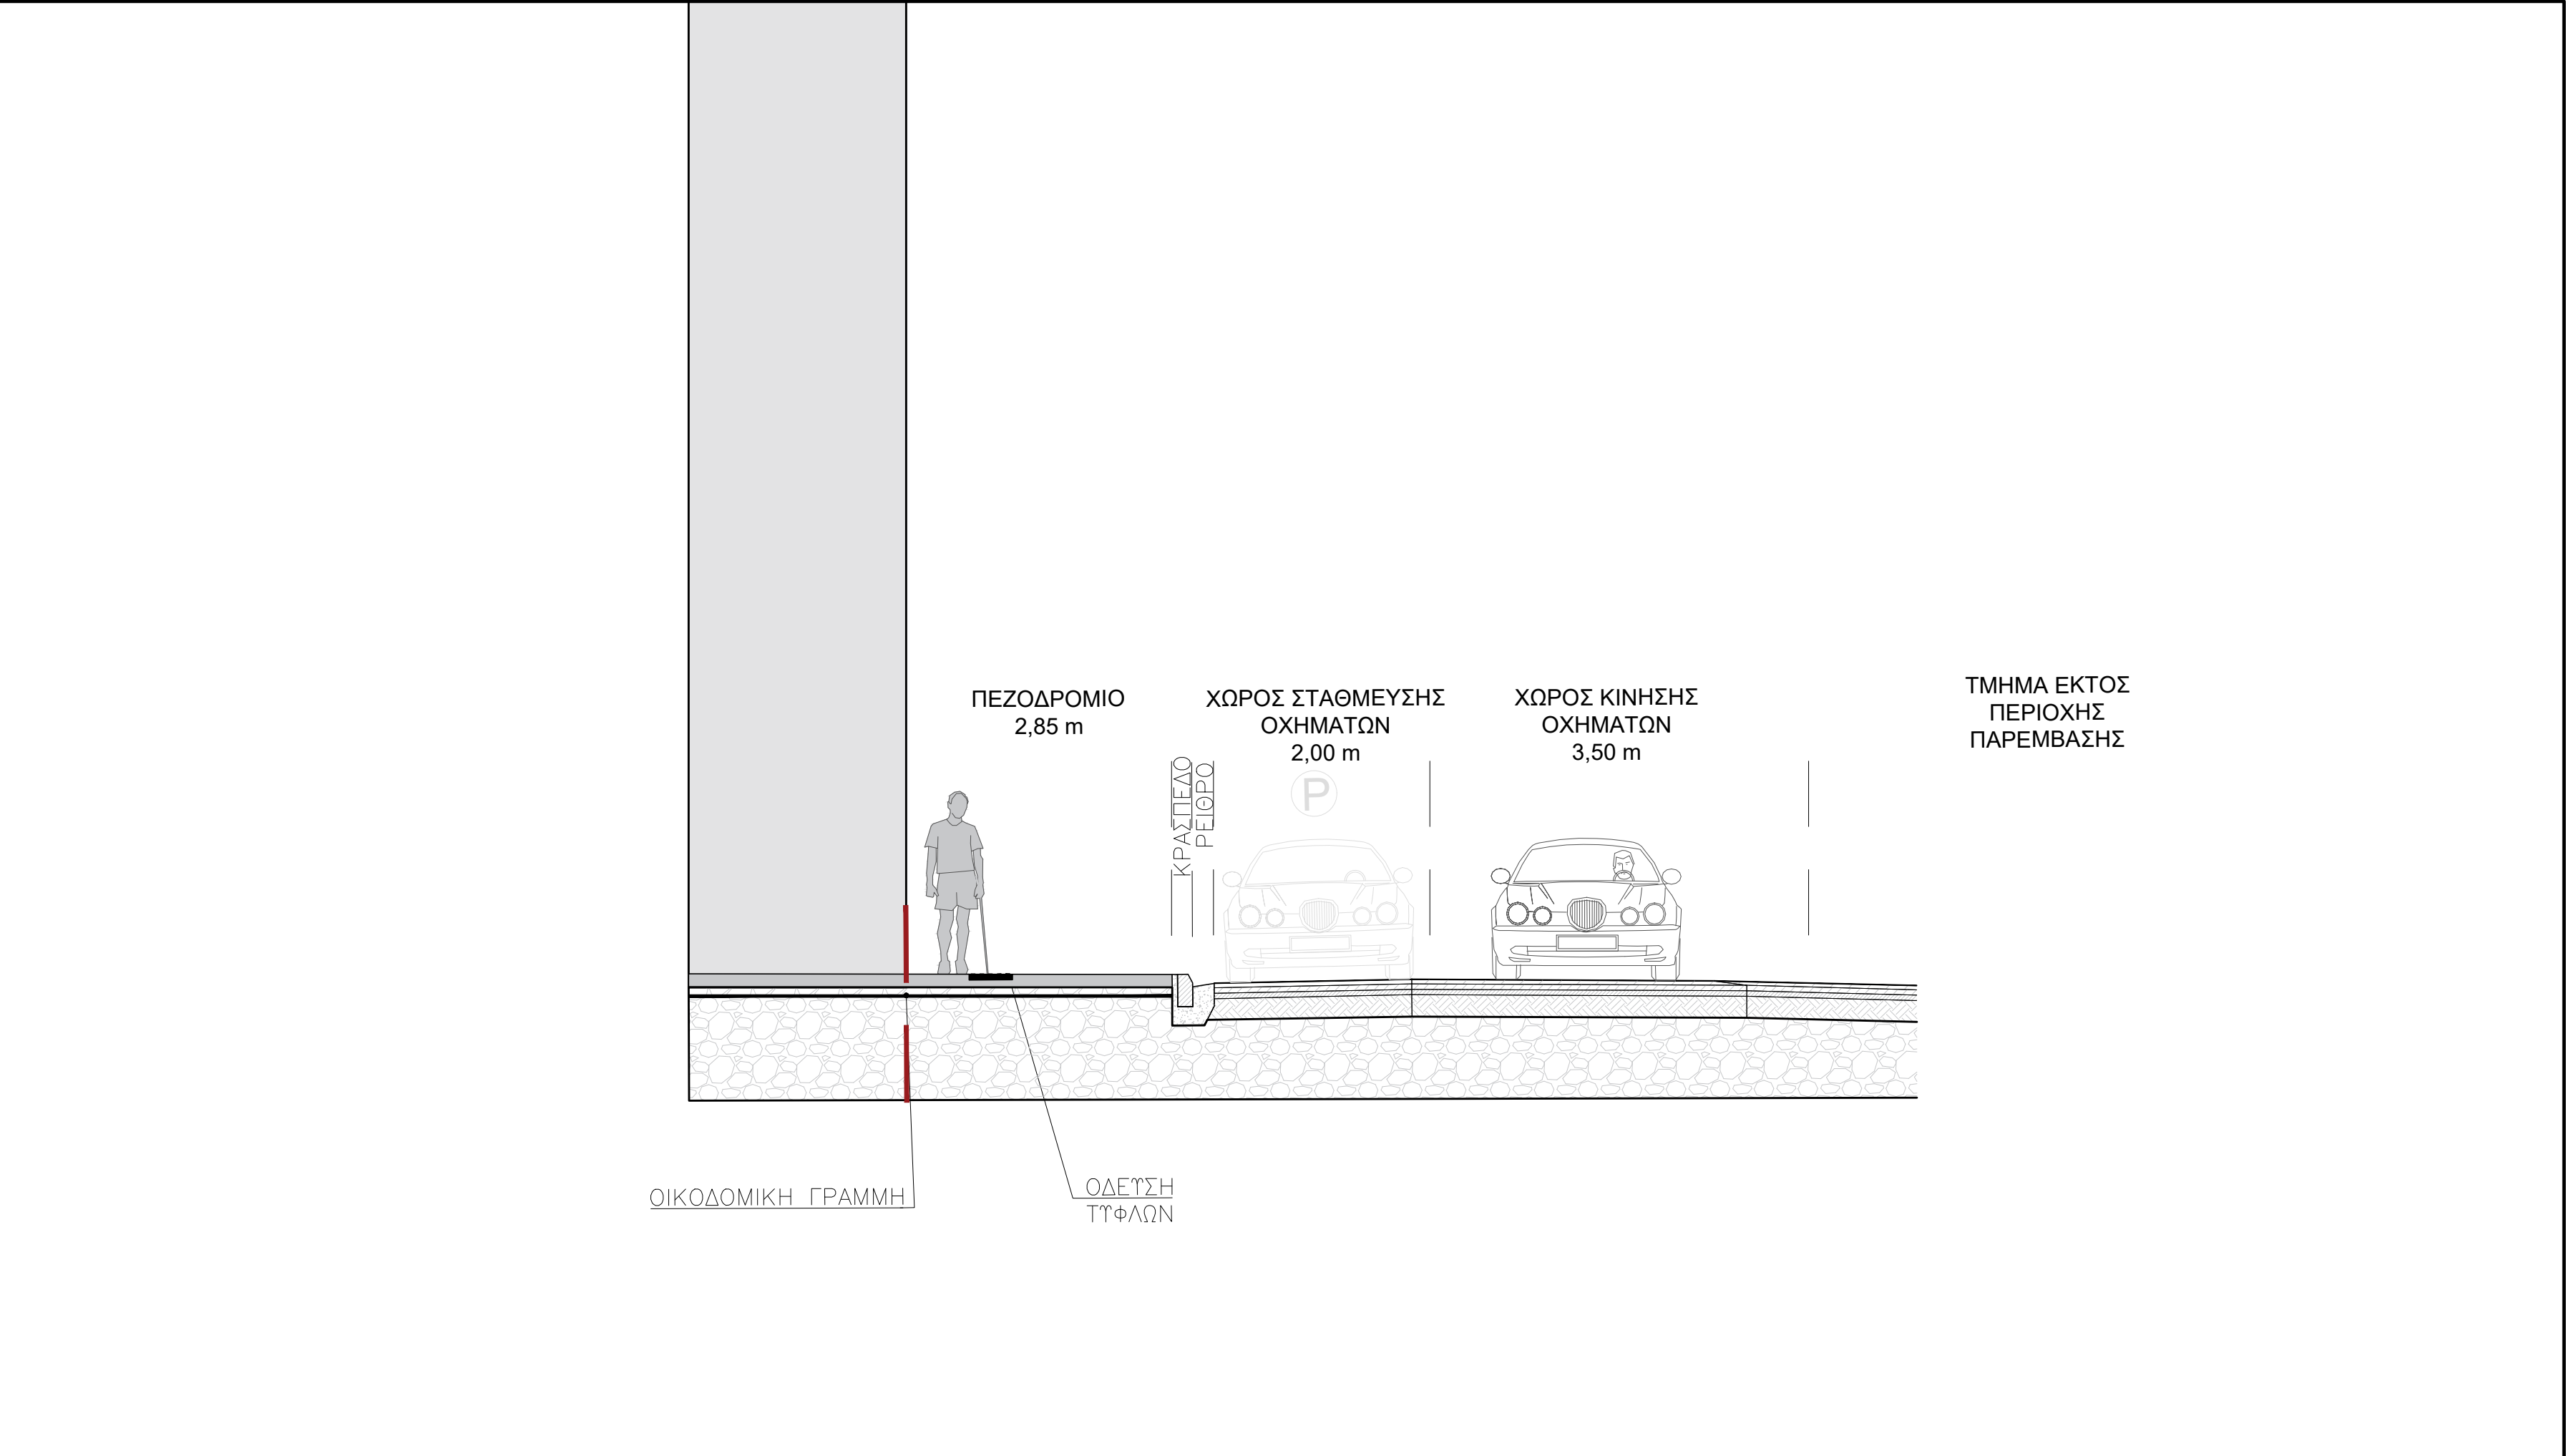 ΠΕΖΟΔΡΟΜΙΟ
2,85 m
ΚΡΑΣΠΕΔΟ
ΡΕΙΘΡΟ
ΧΩΡΟΣ ΣΤΑΘΜΕΥΣΗΣ
ΟΧΗΜΑΤΩΝ
2,00 m
P
ΧΩΡΟΣ ΚΙΝΗΣΗΣ
ΟΧΗΜΑΤΩΝ
3,50 m
ΤΜΗΜΑ ΕΚΤΟΣ
ΠΕΡΙΟΧΗΣ
ΠΑΡΕΜΒΑΣΗΣ
ΟΙΚΟΔΟΜΙΚΗ ΓΡΑΜΜΗ
ΟΔΕΥΣΗ
ΤΥΦΛΩΝ